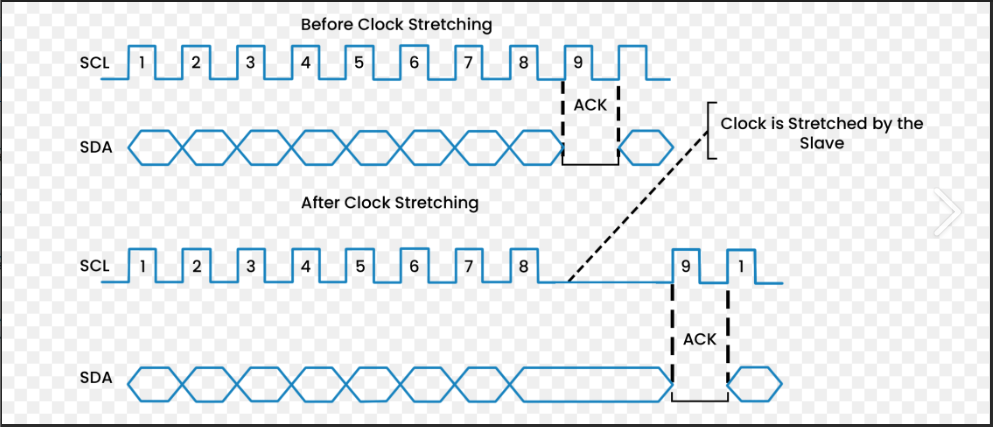 Before Clock Stretching
SCL 1 2 3 4 5 6 7 8 9
ACK
Clock is Stretched by the
Slave
SDA
After Clock Stretching
SCL 1 2 3 4 5 6 7 8 9 1
ACK
SDA